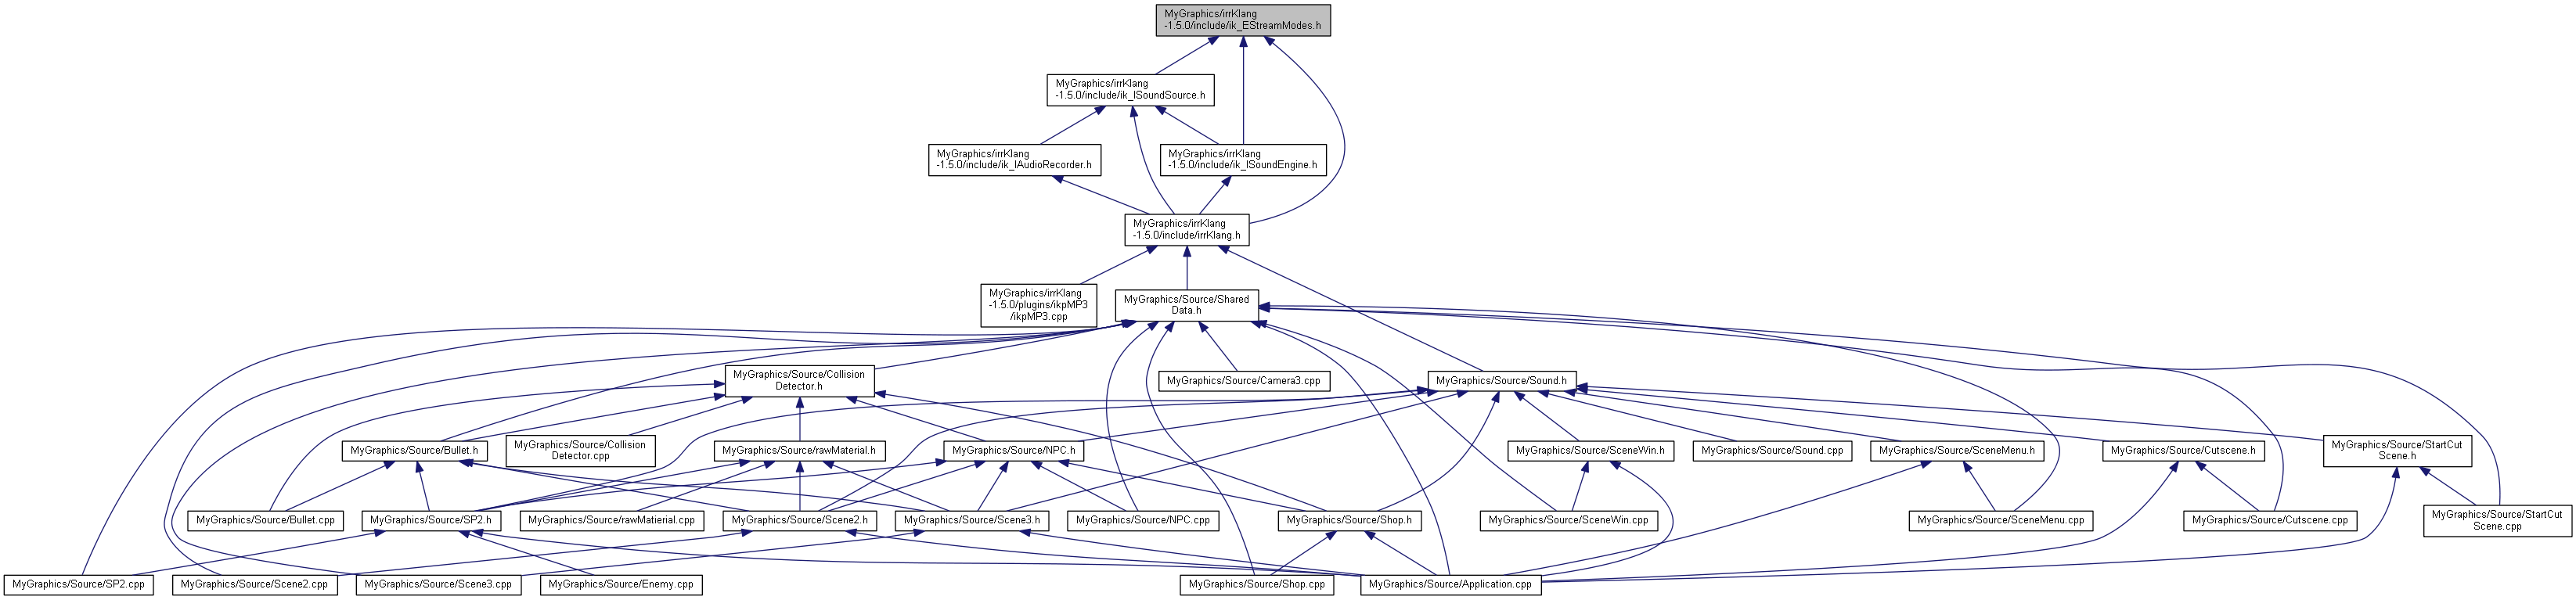 MyGraphics/irrKlang
-1.5.0/include/ik_EStreamModes.h
MyGraphics/irrKlang
-1.5.0/include/ik_ISoundSource.h
MyGraphics/irrKlang
-1.5.0/include/ik_IAudioRecorder.h
MyGraphics/irrKlang
-1.5.0/include/ik_ISoundEngine.h
MyGraphics/irrKlang
-1.5.0/include/irrKlang.h
MyGraphics/irrKlang
-1.5.0/plugins/ikpMP3
/ikpMP3.cpp
MyGraphics/Source/Shared
Data.h
MyGraphics/Source/Collision
Detector.h
MyGraphics/Source/Camera3.cpp
MyGraphics/Source/Sound.h
MyGraphics/Source/Bullet.h
MyGraphics/Source/Collision
Detector.cpp
MyGraphics/Source/rawMaterial.h
MyGraphics/Source/NPC.h
MyGraphics/Source/SceneWin.h
MyGraphics/Source/Sound.cpp
MyGraphics/Source/SceneMenu.h
MyGraphics/Source/Cutscene.h
MyGraphics/Source/StartCut
Scene.h
MyGraphics/Source/Bullet.cpp
MyGraphics/Source/SP2.h
MyGraphics/Source/rawMatierial.cpp
MyGraphics/Source/Scene2.h
MyGraphics/Source/Scene3.h
MyGraphics/Source/NPC.cpp
MyGraphics/Source/Shop.h
MyGraphics/Source/SceneWin.cpp
MyGraphics/Source/SceneMenu.cpp
MyGraphics/Source/Cutscene.cpp
MyGraphics/Source/StartCut
Scene.cpp
MyGraphics/Source/SP2.cpp
MyGraphics/Source/Scene2.cpp
MyGraphics/Source/Scene3.cpp
MyGraphics/Source/Enemy.cpp
MyGraphics/Source/Shop.cpp
MyGraphics/Source/Application.cpp